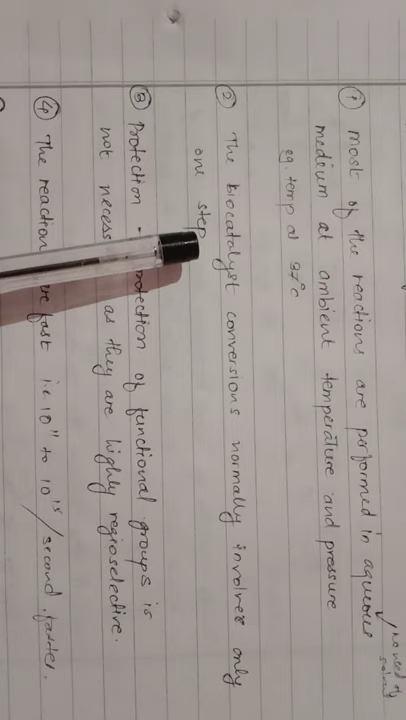 no need of
① most of the reactions are performed in aqueous
medium at ambient temperature and pressure
eg. temp at 37°c
② The biocatalyst conversions normally involves only
one step
③ Protection - protection of functional groups is
not necess as they are highly regioselective.
④ The reaction are fast i.e 10¹¹ to 10¹⁵/second faster.